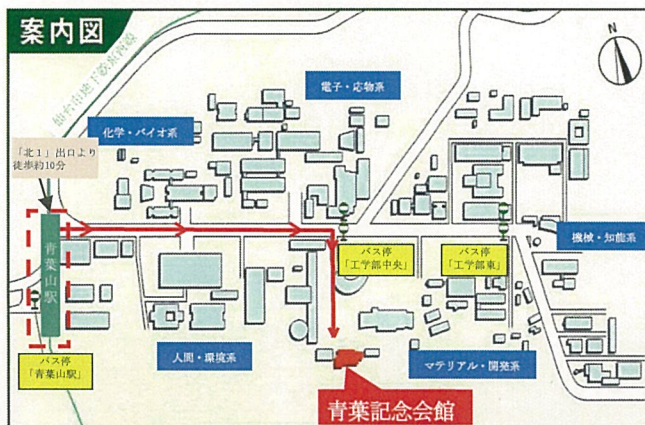 案内図
N
仙台市地下鉄東西線
電子・応物系
化学・バイオ系
「北1」出口より
徒歩約10分
青葉山駅
機械・知能系
バス停
「工学部中央」
バス停
「工学部東」
バス停
「青葉山駅」
人間・環境系
マテリアル・開発系
青葉記念会館